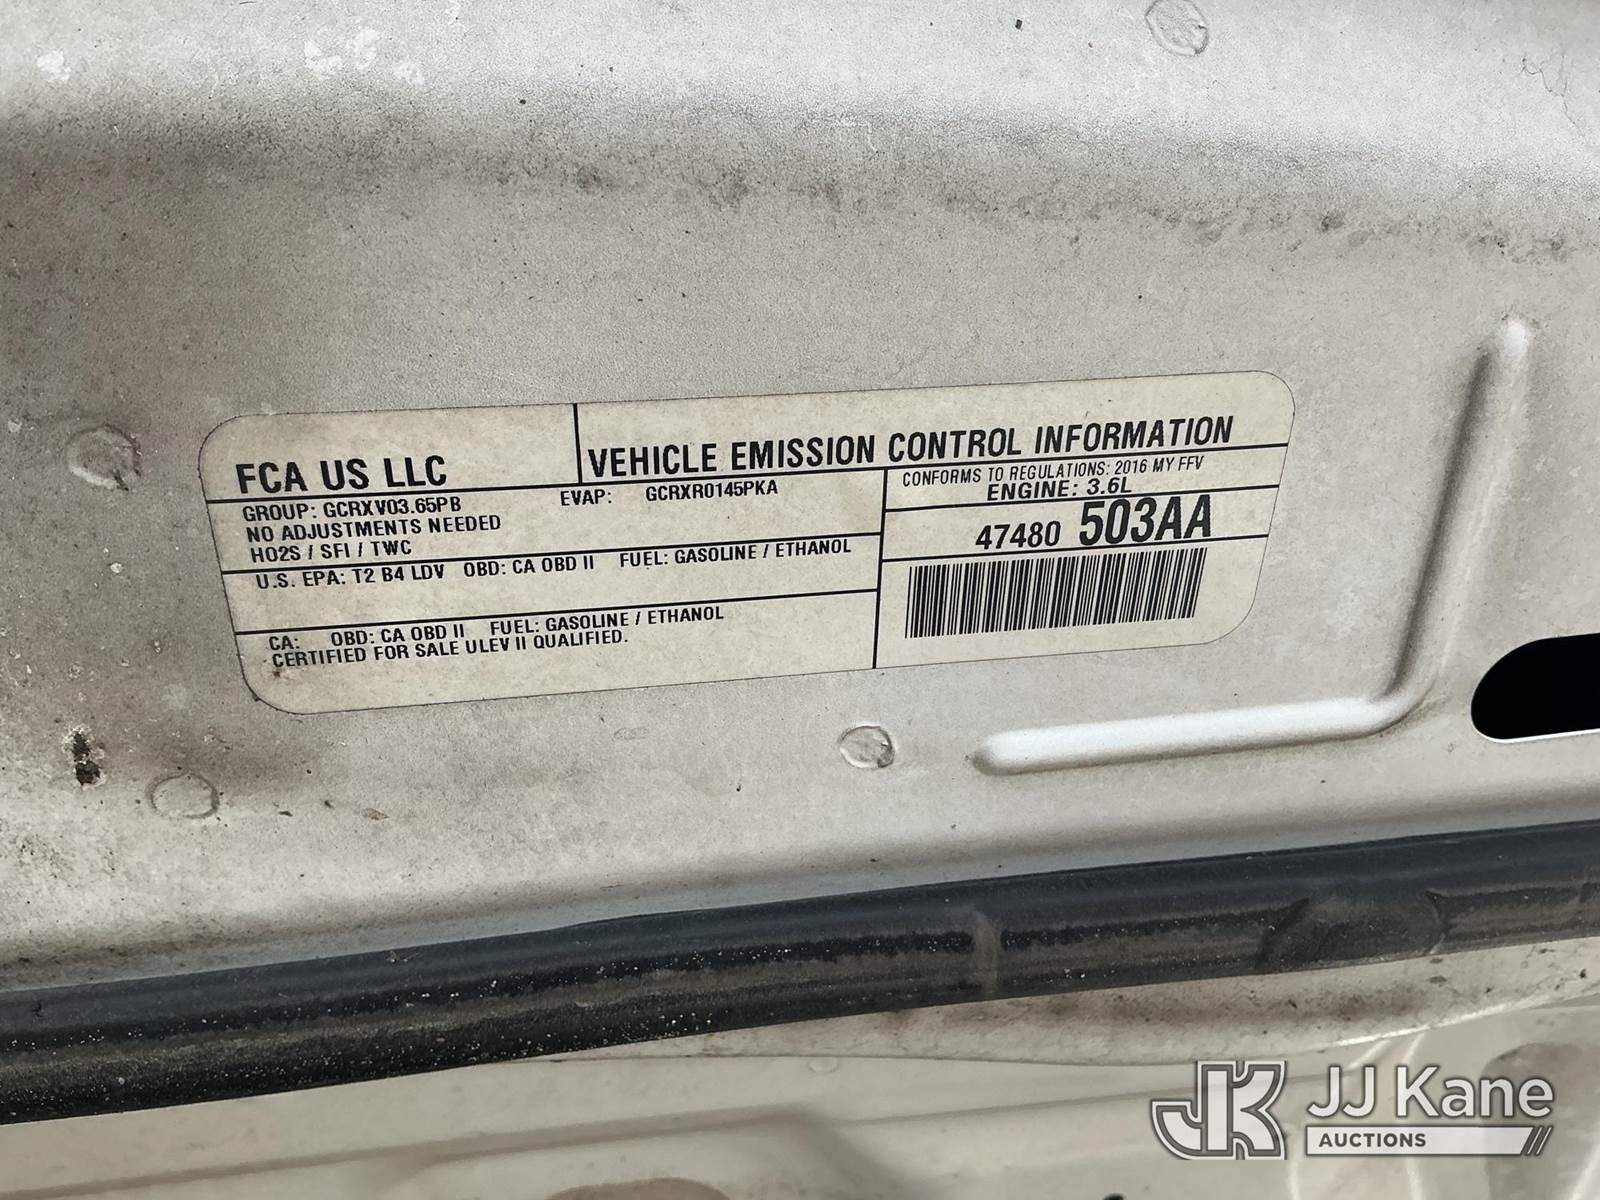 FCA US LLC
VEHICLE EMISSION CONTROL INFORMATION
GROUP: GCRXV03.65PB EVAP: GCRXR0145PKA
NO ADJUSTMENTS NEEDED
HO2S / SFI / TWC
U.S. EPA: T2 B4 LDV OBD: CA OBD II FUEL: GASOLINE / ETHANOL
CA: OBD: CA OBD II FUEL: GASOLINE / ETHANOL
CERTIFIED FOR SALE ULEV II QUALIFIED.
CONFORMS TO REGULATIONS: 2016 MY FFV
ENGINE: 3.6L
47480 503AA
JK JJ Kane
AUCTIONS